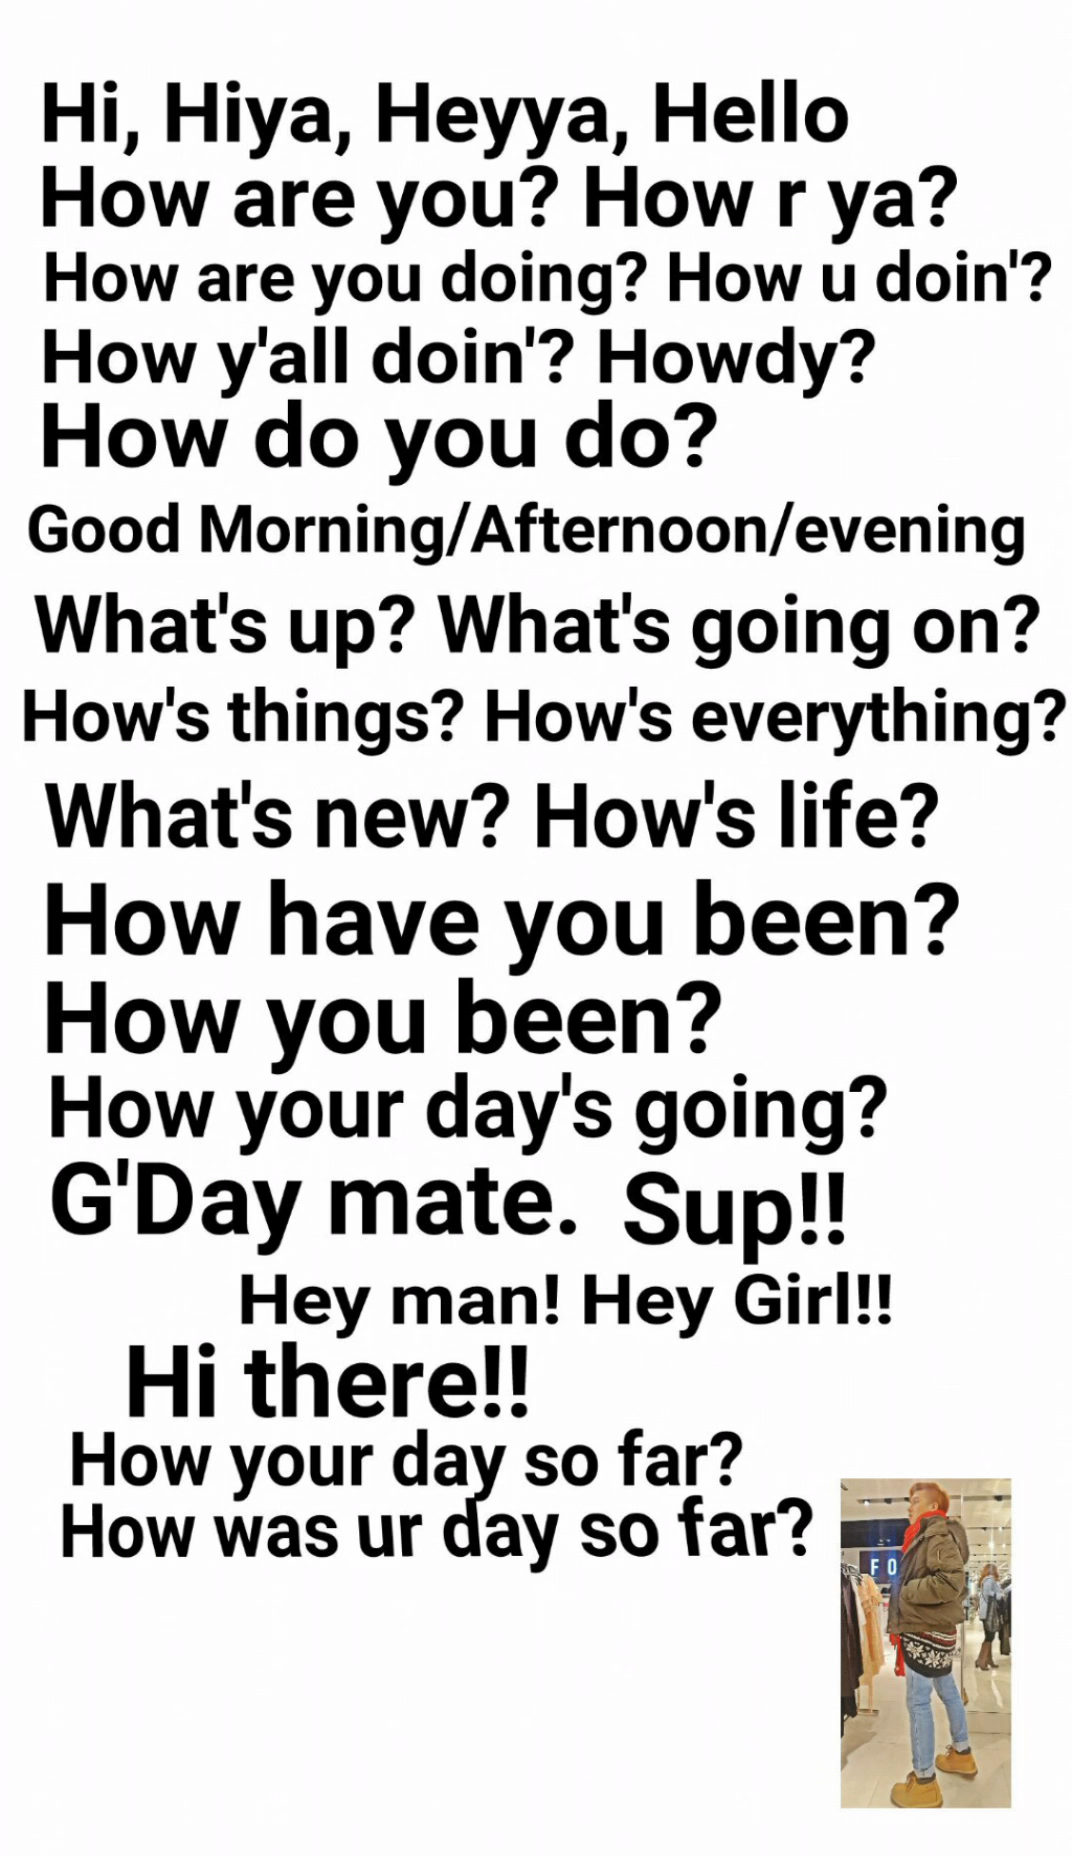 Hi, Hiya, Heyya, Hello
How are you? How r ya?
How are you doing? How u doin'?
How y'all doin'? Howdy?
How do you do?
Good Morning/Afternoon/evening
What's up? What's going on?
How's things? How's everything?
What's new? How's life?
How have you been?
How you been?
How your day's going?
G'Day mate. Sup!!
Hey man! Hey Girl!!
Hi there!!
How your day so far?
How was ur day so far?
F O